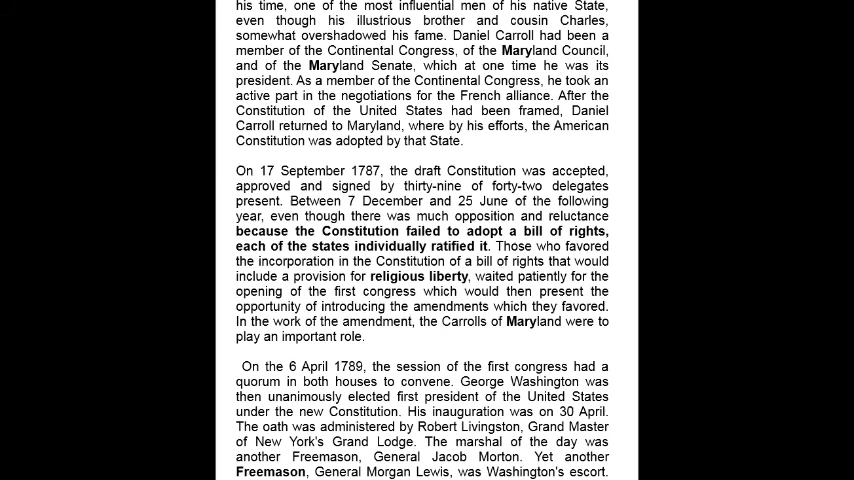 his time, one of the most influential men of his native State,
even though his illustrious brother and cousin Charles,
somewhat overshadowed his fame. Daniel Carroll had been a
member of the Continental Congress, of the Maryland Council,
and of the Maryland Senate, which at one time he was its
president. As a member of the Continental Congress, he took an
active part in the negotiations for the French alliance. After the
Constitution of the United States had been framed, Daniel
Carroll returned to Maryland, where by his efforts, the American
Constitution was adopted by that State.
On 17 September 1787, the draft Constitution was accepted,
approved and signed by thirty-nine of forty-two delegates
present. Between 7 December and 25 June of the following
year, even though there was much opposition and reluctance
because the Constitution failed to adopt a bill of rights,
each of the states individually ratified it. Those who favored
the incorporation in the Constitution of a bill of rights that would
include a provision for religious liberty, waited patiently for the
opening of the first congress which would then present the
opportunity of introducing the amendments which they favored.
In the work of the amendment, the Carrolls of Maryland were to
play an important role.
On the 6 April 1789, the session of the first congress had a
quorum in both houses to convene. George Washington was
then unanimously elected first president of the United States
under the new Constitution. His inauguration was on 30 April.
The oath was administered by Robert Livingston, Grand Master
of New York's Grand Lodge. The marshal of the day was
another Freemason, General Jacob Morton. Yet another
Freemason, General Morgan Lewis, was Washington's escort.